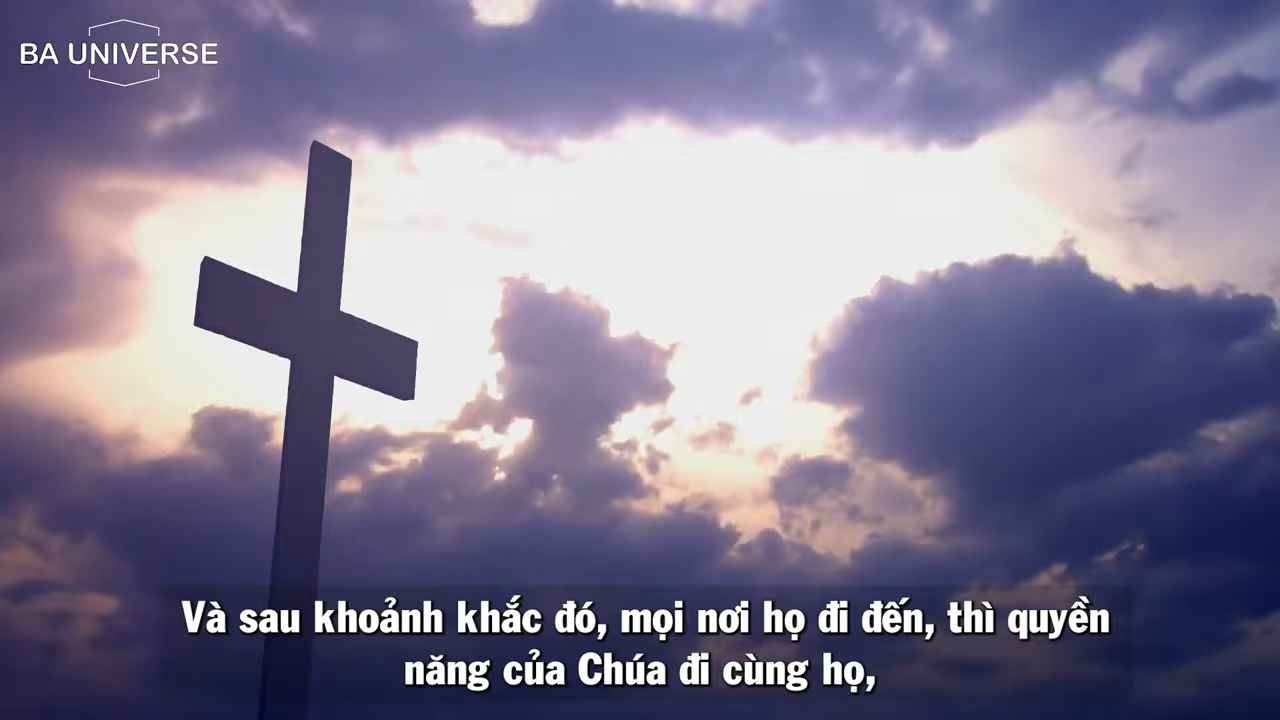 BA UNIVERSE
Và sau khoảnh khắc đó, mọi nơi họ đi đến, thì quyền
năng của Chúa đi cùng họ,